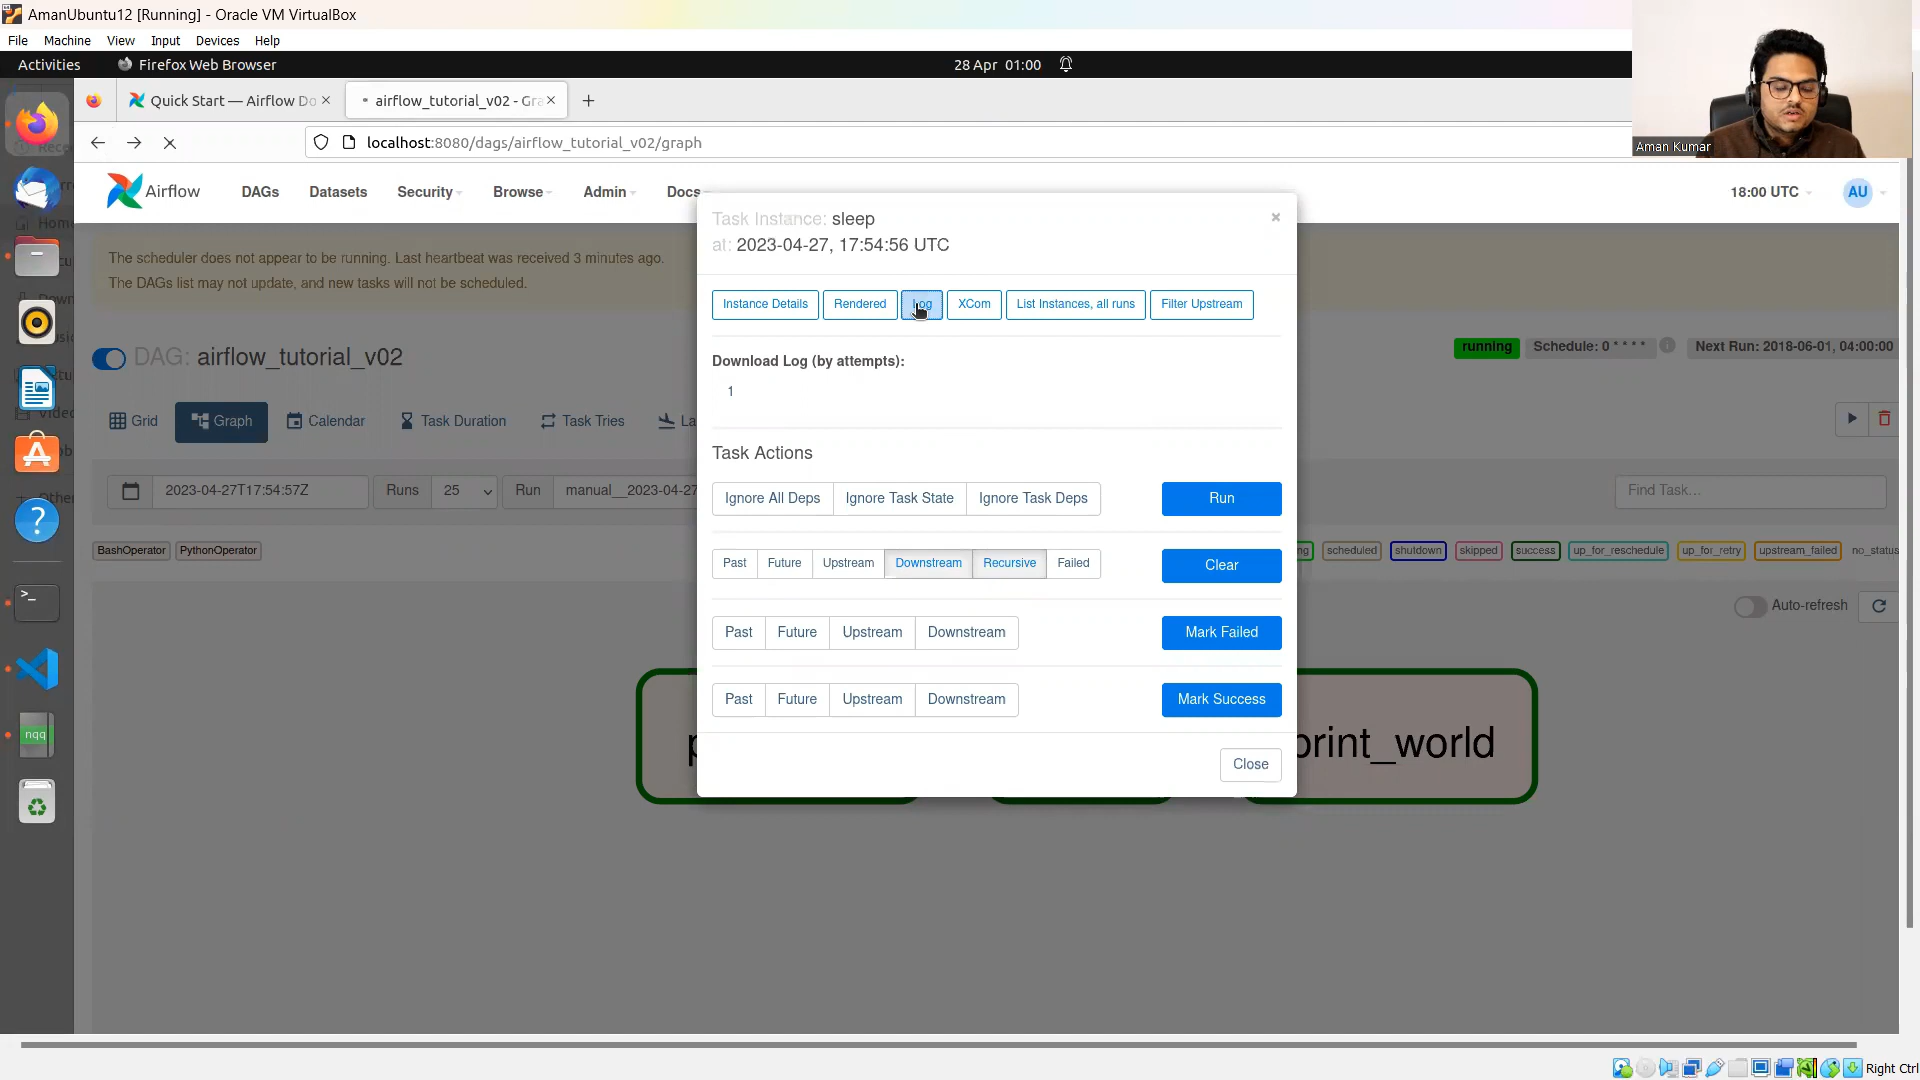 AmanUbuntu12 [Running] - Oracle VM VirtualBox
File Machine View Input Devices Help
Activities Firefox Web Browser 28 Apr 01:00
Quick Start — Airflow Do airflow_tutorial_v02 - Gra
localhost:8080/dags/airflow_tutorial_v02/graph
Aman Kumar
Airflow DAGs Datasets Security Browse Admin Docs 18:00 UTC AU
Task Instance: sleep
at: 2023-04-27, 17:54:56 UTC
The scheduler does not appear to be running. Last heartbeat was received 3 minutes ago.
The DAGs list may not update, and new tasks will not be scheduled.
Instance Details Rendered Log XCom List Instances, all runs Filter Upstream
DAG: airflow_tutorial_v02
running Schedule: 0 * * * * Next Run: 2018-06-01, 04:00:00
Download Log (by attempts):
1
Grid Graph Calendar Task Duration Task Tries La
Task Actions
2023-04-27T17:54:57Z Runs 25 Run manual__2023-04-27 Find Task...
Ignore All Deps Ignore Task State Ignore Task Deps Run
BashOperator PythonOperator
ng scheduled shutdown skipped success up_for_reschedule up_for_retry upstream_failed no_status
Past Future Upstream Downstream Recursive Failed Clear
Auto-refresh
Past Future Upstream Downstream Mark Failed
Past Future Upstream Downstream Mark Success
p print_world
Close
nqq
Right Ctrl